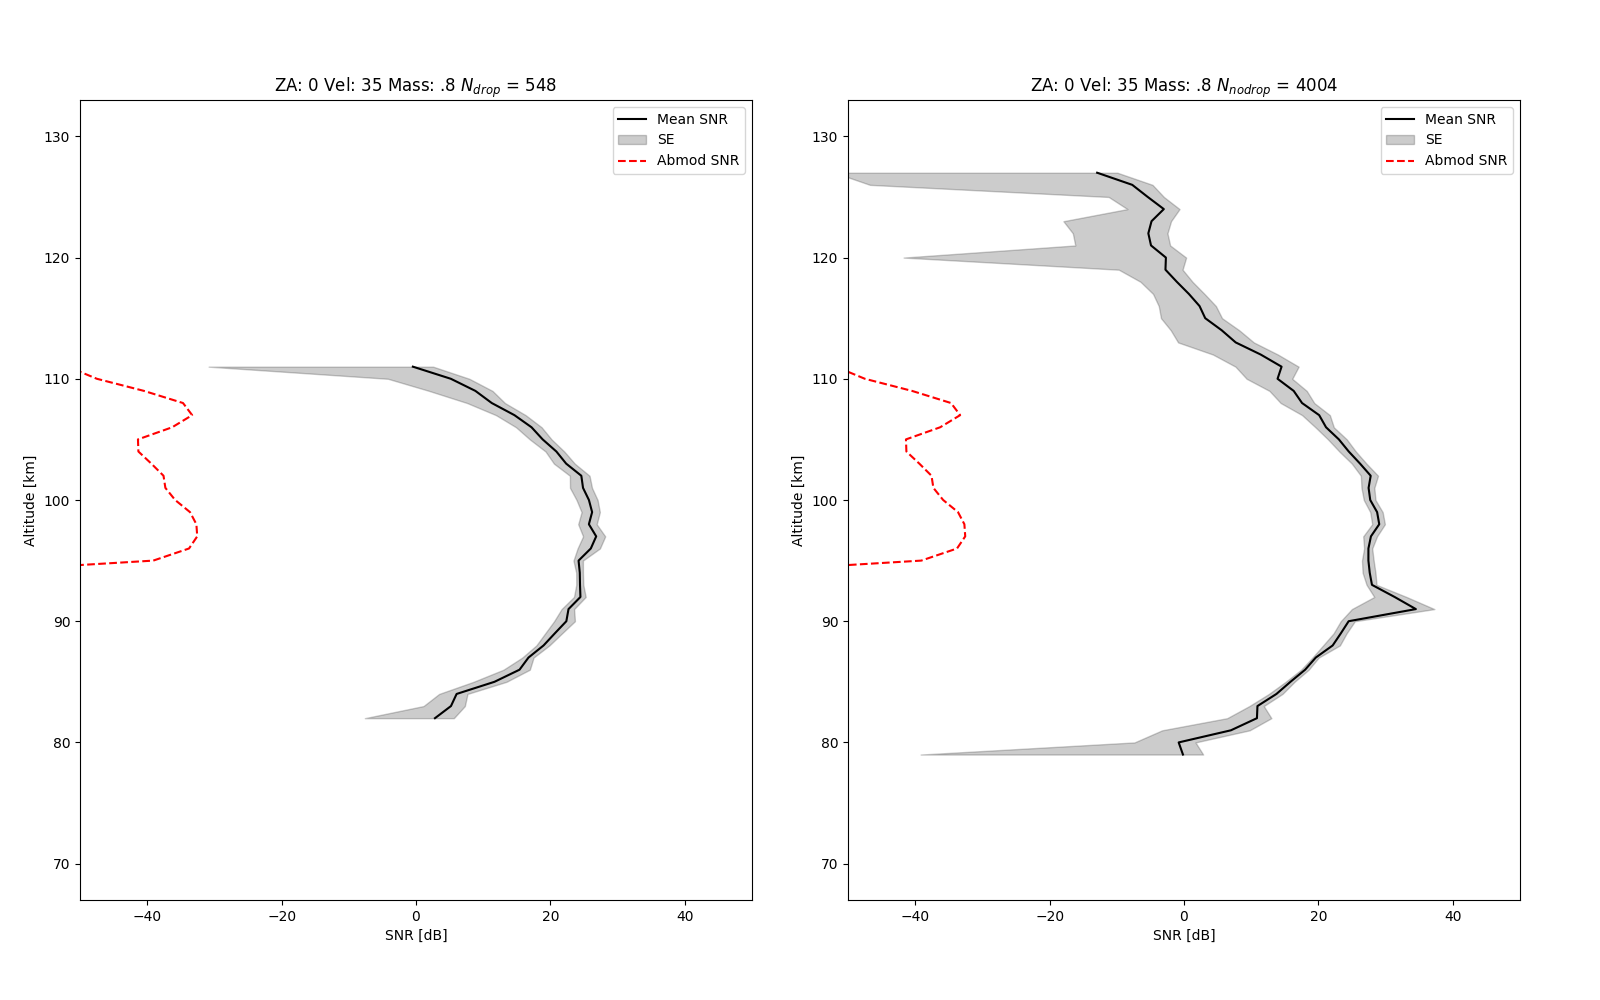 ZA: 0 Vel: 35 Mass: .8 N_drop = 548
Mean SNR
SE
Abmod SNR
130
120
110
100
90
80
70
Altitude [km]
−40
−20
0
20
40
SNR [dB]
ZA: 0 Vel: 35 Mass: .8 N_nodrop = 4004
Mean SNR
SE
Abmod SNR
130
120
110
100
90
80
70
Altitude [km]
−40
−20
0
20
40
SNR [dB]